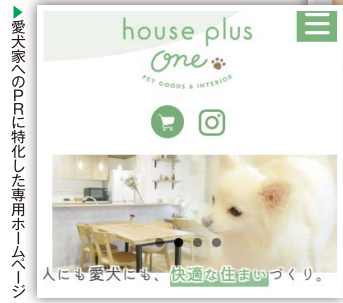 ▶愛犬家へのPRに特化した専用ホームページ
house plus
one
PET GOODS & INTERIOR
人にも愛犬にも、快適な住まいづくり。